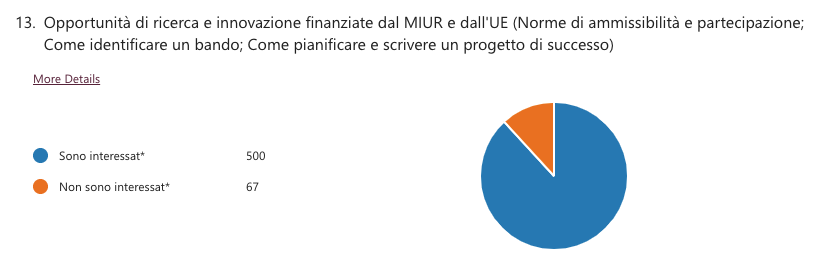 13. Opportunità di ricerca e innovazione finanziate dal MIUR e dall'UE (Norme di ammissibilità e partecipazione;
Come identificare un bando; Come pianificare e scrivere un progetto di successo)
More Details
Sono interessat* 500
Non sono interessat* 67